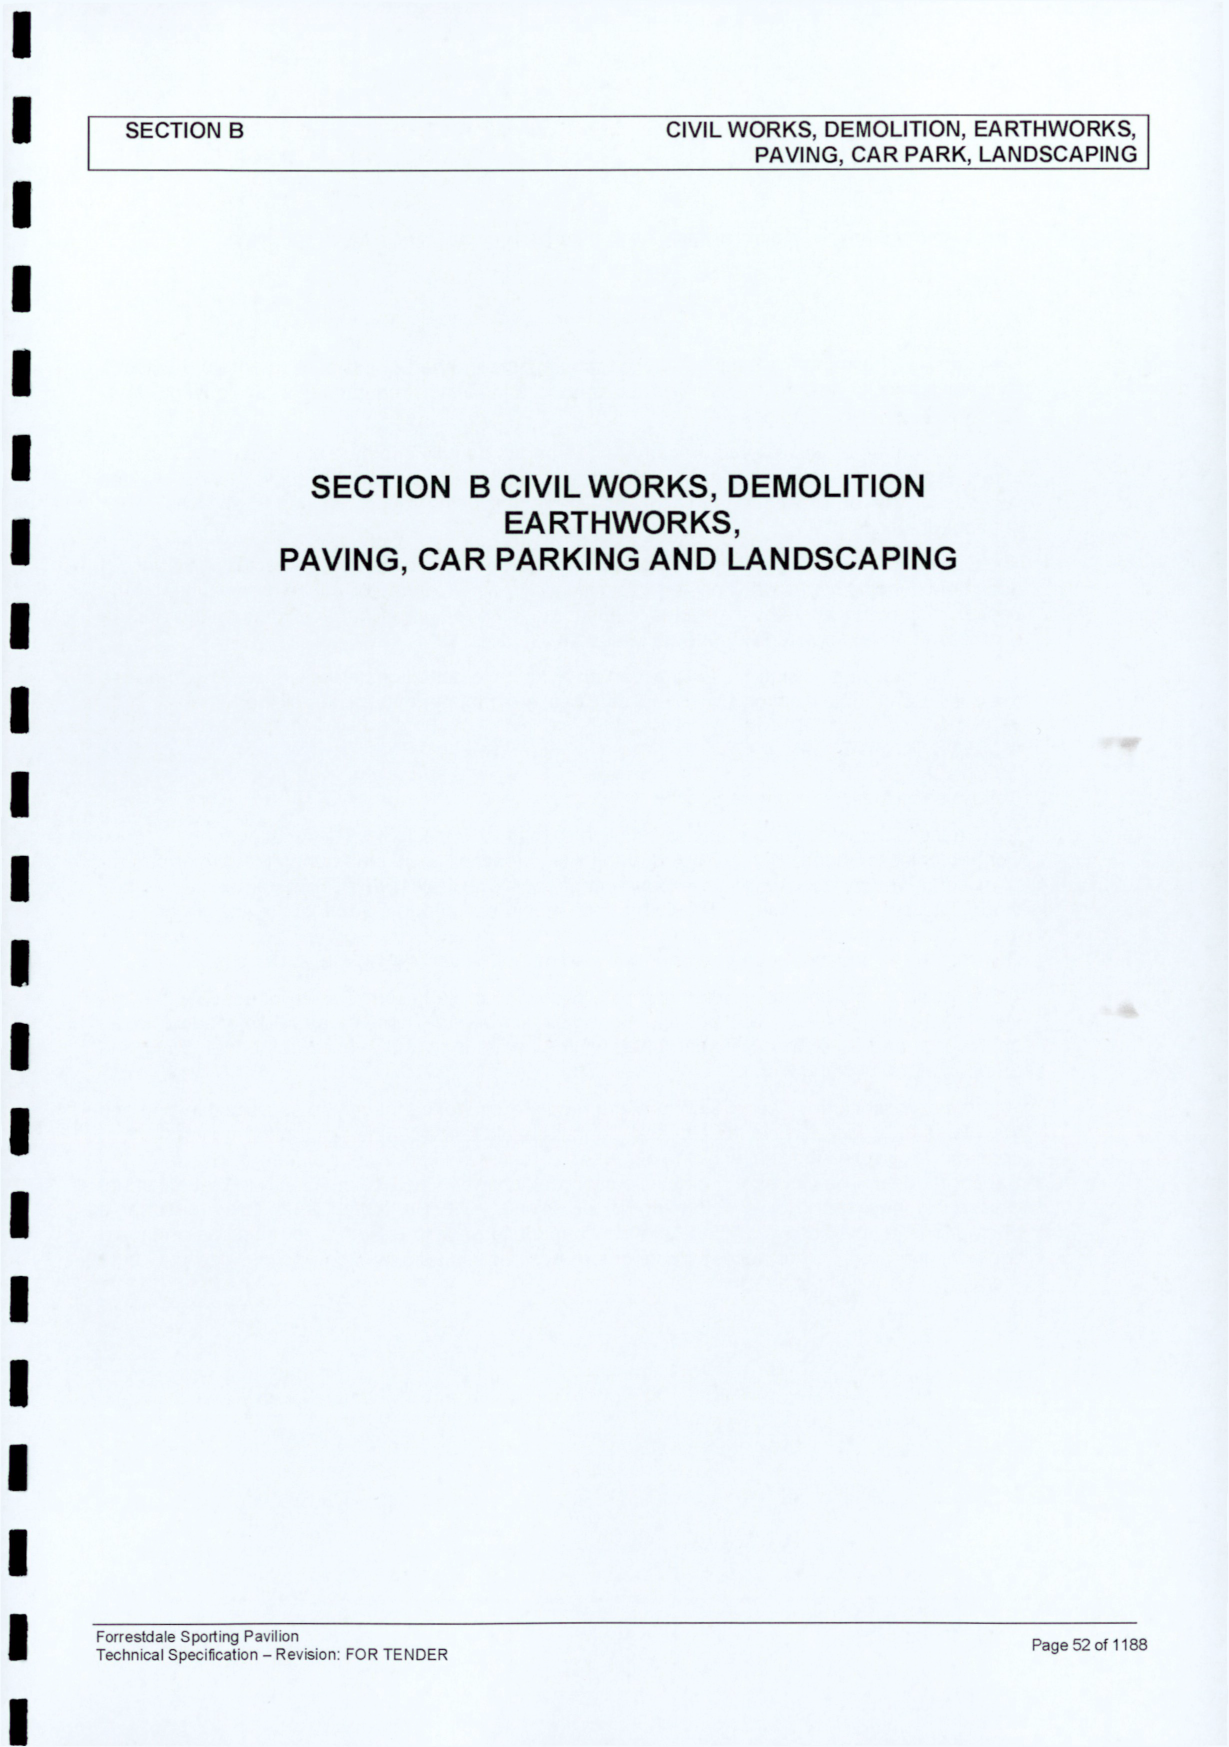 SECTION B
CIVIL WORKS, DEMOLITION, EARTHWORKS,
PAVING, CAR PARK, LANDSCAPING
SECTION B CIVIL WORKS, DEMOLITION
EARTHWORKS,
PAVING, CAR PARKING AND LANDSCAPING
Forrestdale Sporting Pavilion
Technical Specification – Revision: FOR TENDER
Page 52 of 1188